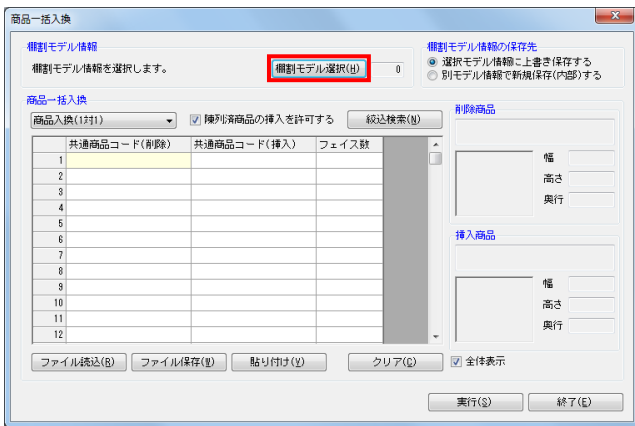 商品一括入換
棚割モデル情報
棚割モデル情報を選択します。
棚割モデル選択(H)
0
棚割モデル情報の保存先
選択モデル情報に上書き保存する
別モデル情報で新規保存(内部)する
商品一括入換
商品入換(1対1)
陳列済商品の挿入を許可する
絞込検索(N)
共通商品コード(削除) 共通商品コード(挿入) フェイス数
1
2
3
4
5
6
7
8
9
10
11
12
削除商品
幅
高さ
奥行
挿入商品
幅
高さ
奥行
ファイル読込(R)
ファイル保存(W)
貼り付け(V)
クリア(C)
全体表示
実行(S)
終了(E)